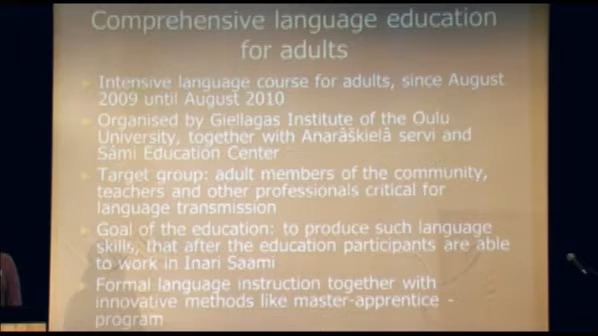 Comprehensive language education
for adults
Intensive language course for adults, since August
2009 until August 2010
Organised by Giellagas Institute of the Oulu
University, together with Anarâškielâ servi and
Sámi Education Center
Target group: adult members of the community,
teachers and other professionals critical for
language transmission
Goal of the education: to produce such language
skills, that after the education participants are able
to work in Inari Saami
Formal language instruction together with
innovative methods like master-apprentice -
program